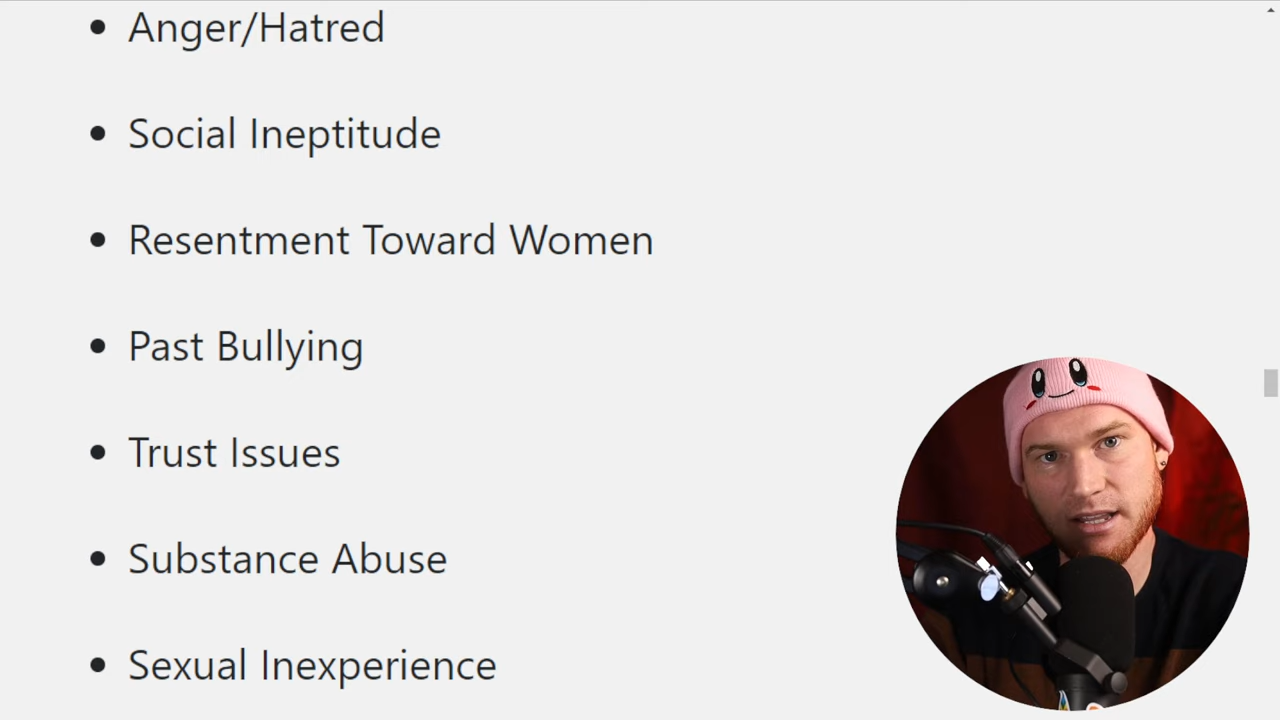 Anger/Hatred
Social Ineptitude
Resentment Toward Women
Past Bullying
Trust Issues
Substance Abuse
Sexual Inexperience